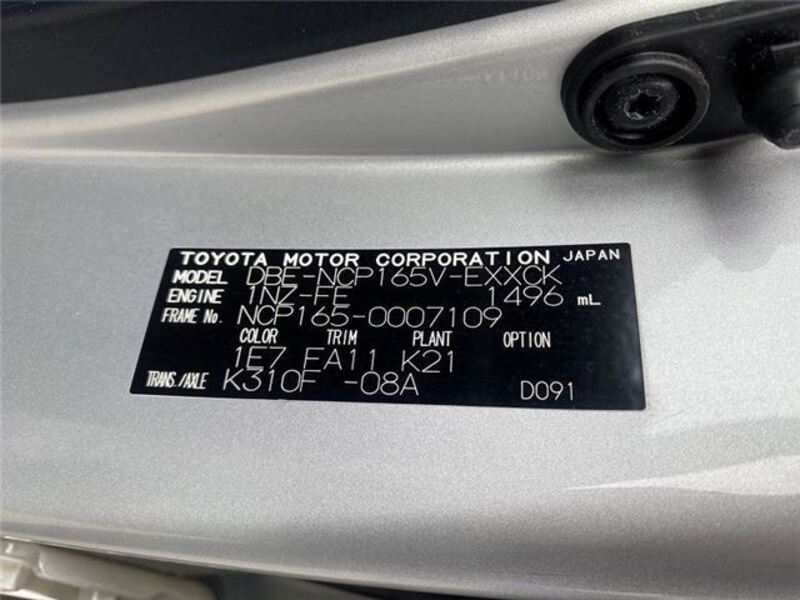 TOYOTA MOTOR CORPORATION JAPAN
MODEL DBE-NCP165V-EXXCK
ENGINE 1NZ-FE 1496 mL
FRAME No. NCP165-0007109
COLOR TRIM PLANT OPTION
1E7 FA11 K21
TRANS./AXLE K310F -08A D091